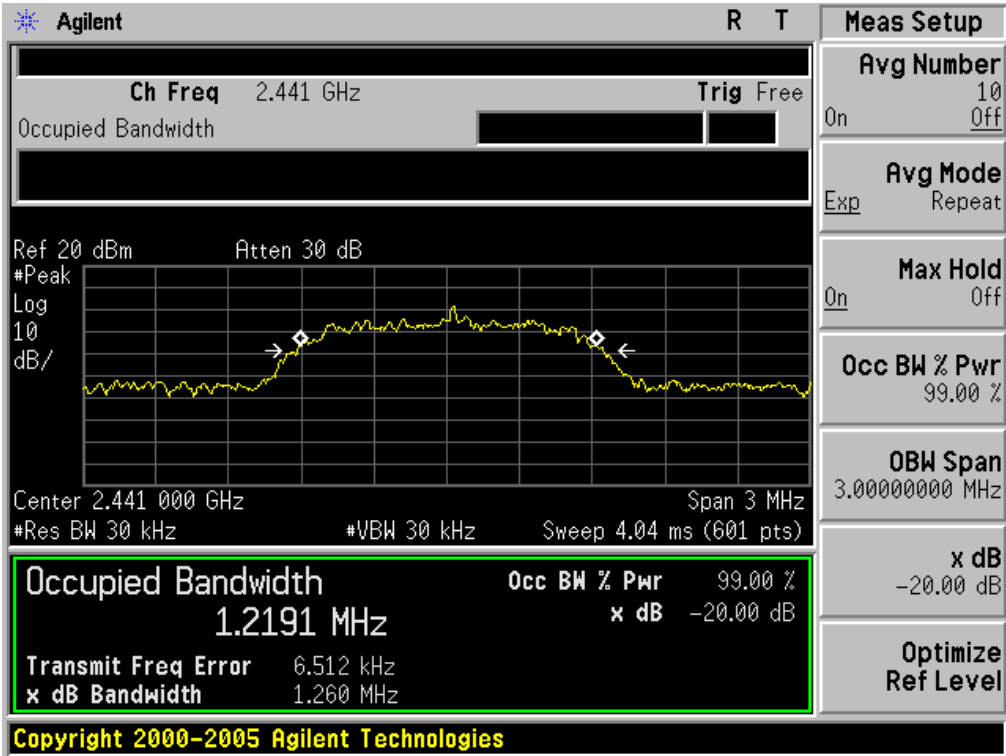 Agilent R T
Ch Freq 2.441 GHz Trig Free
Occupied Bandwidth
Ref 20 dBm Atten 30 dB
#Peak
Log
10
dB/
Center 2.441 000 GHz Span 3 MHz
#Res BW 30 kHz #VBW 30 kHz Sweep 4.04 ms (601 pts)
Occupied Bandwidth
1.2191 MHz
Occ BW % Pwr 99.00 %
x dB -20.00 dB
Transmit Freq Error 6.512 kHz
x dB Bandwidth 1.260 MHz
Copyright 2000-2005 Agilent Technologies
Meas Setup
Avg Number
10
On Off
Avg Mode
Exp Repeat
Max Hold
On Off
Occ BW % Pwr
99.00 %
OBW Span
3.00000000 MHz
x dB
-20.00 dB
Optimize
Ref Level